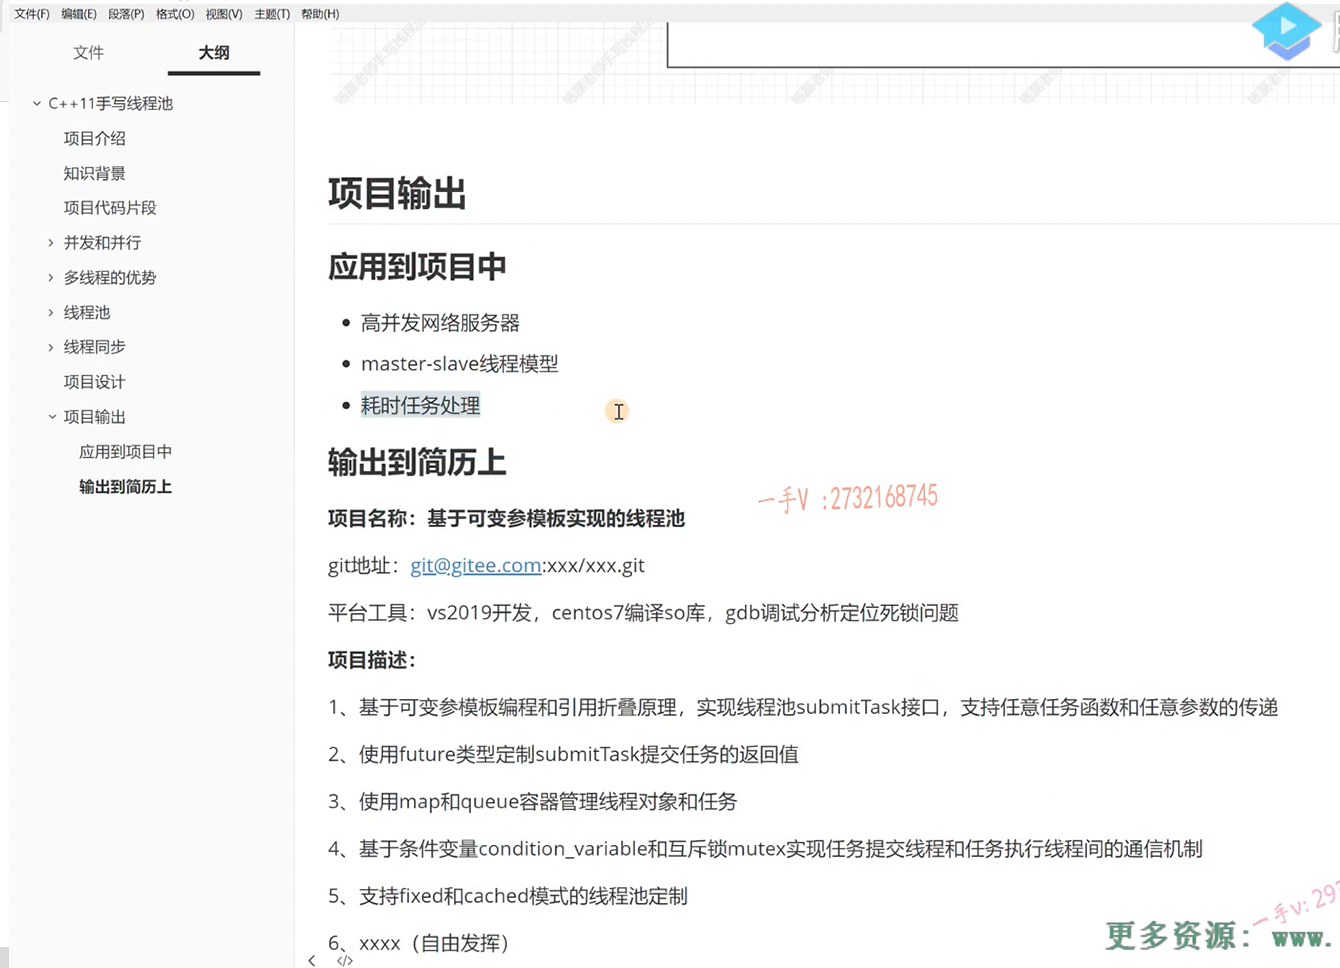 文件(F) 编辑(E) 段落(P) 格式(O) 视图(V) 主题(T) 帮助(H)
文件 大纲
C++11手写线程池
项目介绍
知识背景
项目代码片段
并发和并行
多线程的优势
线程池
线程同步
项目设计
项目输出
应用到项目中
输出到简历上
项目输出
应用到项目中
高并发网络服务器
master-slave线程模型
耗时任务处理
输出到简历上
一手V :2732168745
项目名称：基于可变参模板实现的线程池
git地址：git@gitee.com:xxx/xxx.git
平台工具：vs2019开发，centos7编译so库，gdb调试分析定位死锁问题
项目描述：
1、基于可变参模板编程和引用折叠原理，实现线程池submitTask接口，支持任意任务函数和任意参数的传递
2、使用future类型定制submitTask提交任务的返回值
3、使用map和queue容器管理线程对象和任务
4、基于条件变量condition_variable和互斥锁mutex实现任务提交线程和任务执行线程间的通信机制
5、支持fixed和cached模式的线程池定制
6、xxxx（自由发挥）
一手V: 293
更多资源： www.